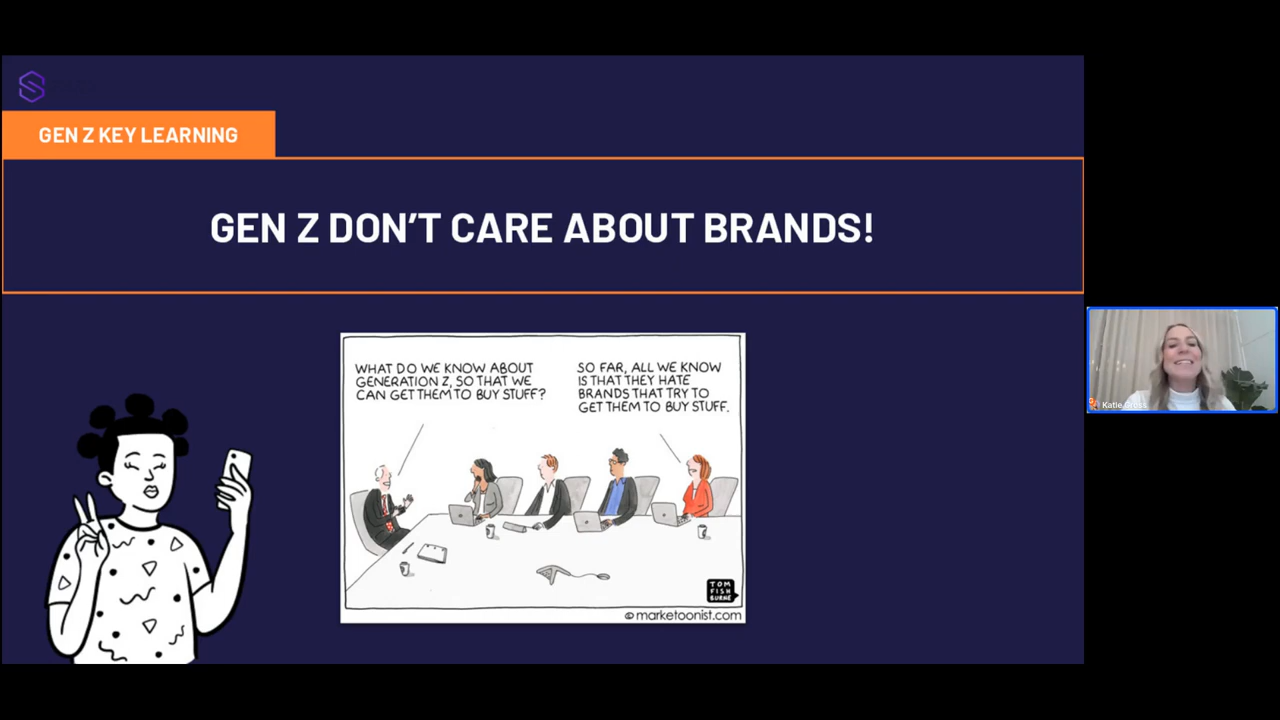 GEN Z KEY LEARNING
GEN Z DON'T CARE ABOUT BRANDS!
WHAT DO WE KNOW ABOUT
GENERATION Z, SO THAT WE
CAN GET THEM TO BUY STUFF?
SO FAR, ALL WE KNOW
IS THAT THEY HATE
BRANDS THAT TRY TO
GET THEM TO BUY STUFF.
TOM
FISH
BURNE
© marketoonist.com
Katie